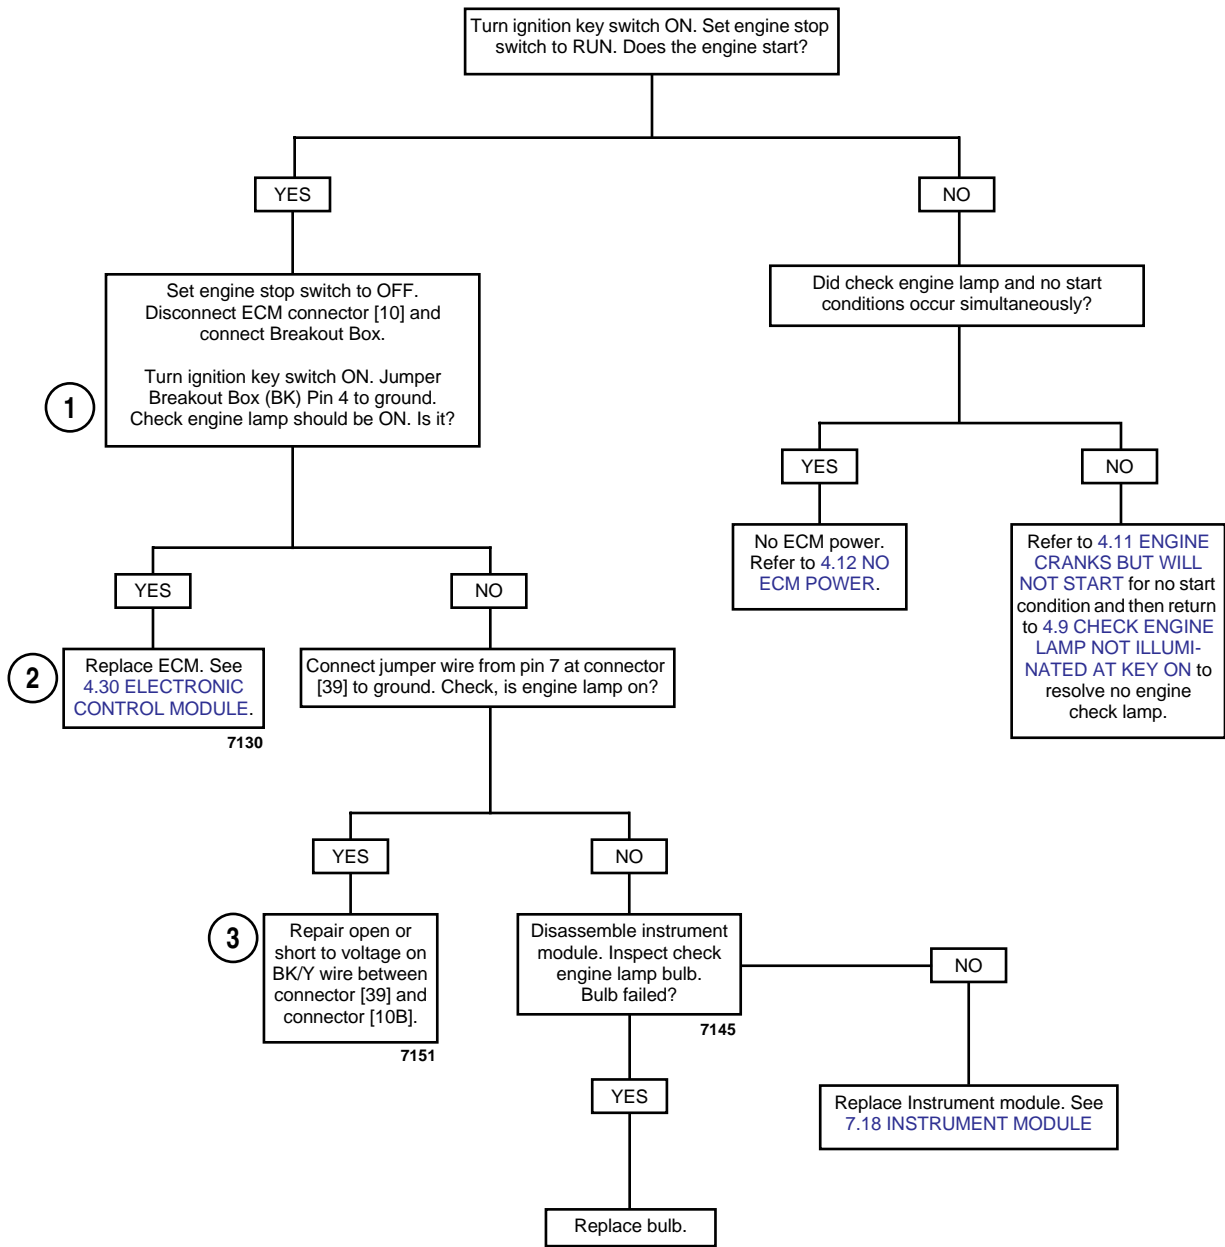 Turn ignition key switch ON. Set engine stop
switch to RUN. Does the engine start?
YES
NO
Set engine stop switch to OFF.
Disconnect ECM connector [10] and
connect Breakout Box.
Turn ignition key switch ON. Jumper
Breakout Box (BK) Pin 4 to ground.
Check engine lamp should be ON. Is it?
1
Did check engine lamp and no start
conditions occur simultaneously?
YES
NO
No ECM power.
Refer to 4.12 NO
ECM POWER.
Refer to 4.11 ENGINE
CRANKS BUT WILL
NOT START for no start
condition and then return
to 4.9 CHECK ENGINE
LAMP NOT ILLUMI-
NATED AT KEY ON to
resolve no engine
check lamp.
YES
NO
2
Replace ECM. See
4.30 ELECTRONIC
CONTROL MODULE.
7130
Connect jumper wire from pin 7 at connector
[39] to ground. Check, is engine lamp on?
YES
NO
3
Repair open or
short to voltage on
BK/Y wire between
connector [39] and
connector [10B].
7151
Disassemble instrument
module. Inspect check
engine lamp bulb.
Bulb failed?
7145
NO
YES
Replace Instrument module. See
7.18 INSTRUMENT MODULE
Replace bulb.